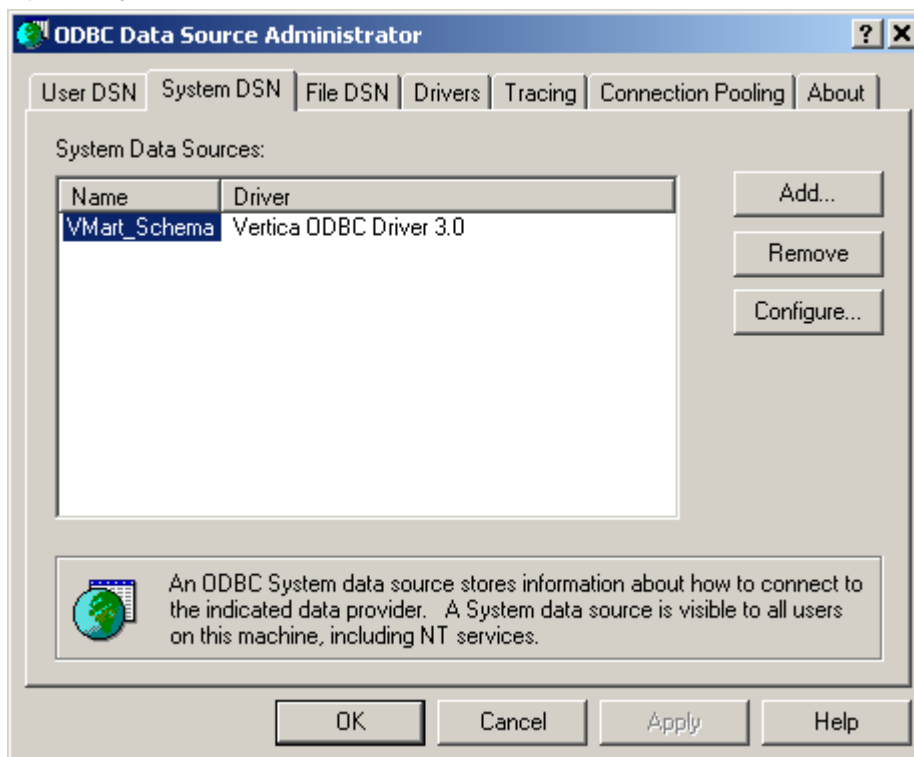 ODBC Data Source Administrator
User DSN System DSN File DSN Drivers Tracing Connection Pooling About
System Data Sources:
Name Driver
VMart_Schema Vertica ODBC Driver 3.0
Add...
Remove
Configure...
An ODBC System data source stores information about how to connect to
the indicated data provider. A System data source is visible to all users
on this machine, including NT services.
OK Cancel Apply Help